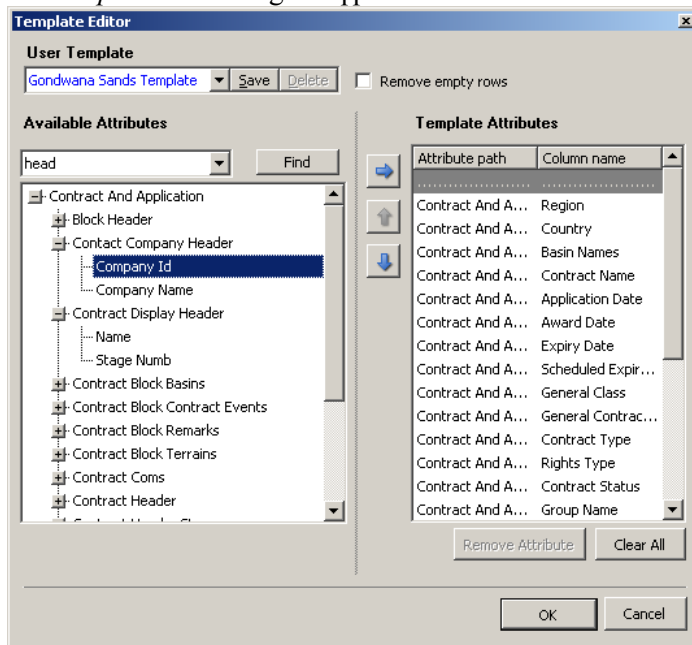 Template Editor
User Template
Gondwana Sands Template Save Delete Remove empty rows
Available Attributes
head Find
Contract And Application
Block Header
Contact Company Header
Company Id
Company Name
Contract Display Header
Name
Stage Numb
Contract Block Basins
Contract Block Contract Events
Contract Block Remarks
Contract Block Terrains
Contract Coms
Contract Header
Template Attributes
Attribute path Column name
Contract And A... Region
Contract And A... Country
Contract And A... Basin Names
Contract And A... Contract Name
Contract And A... Application Date
Contract And A... Award Date
Contract And A... Expiry Date
Contract And A... Scheduled Expir...
Contract And A... General Class
Contract And A... General Contrac...
Contract And A... Contract Type
Contract And A... Rights Type
Contract And A... Contract Status
Contract And A... Group Name
Remove Attribute Clear All
OK Cancel